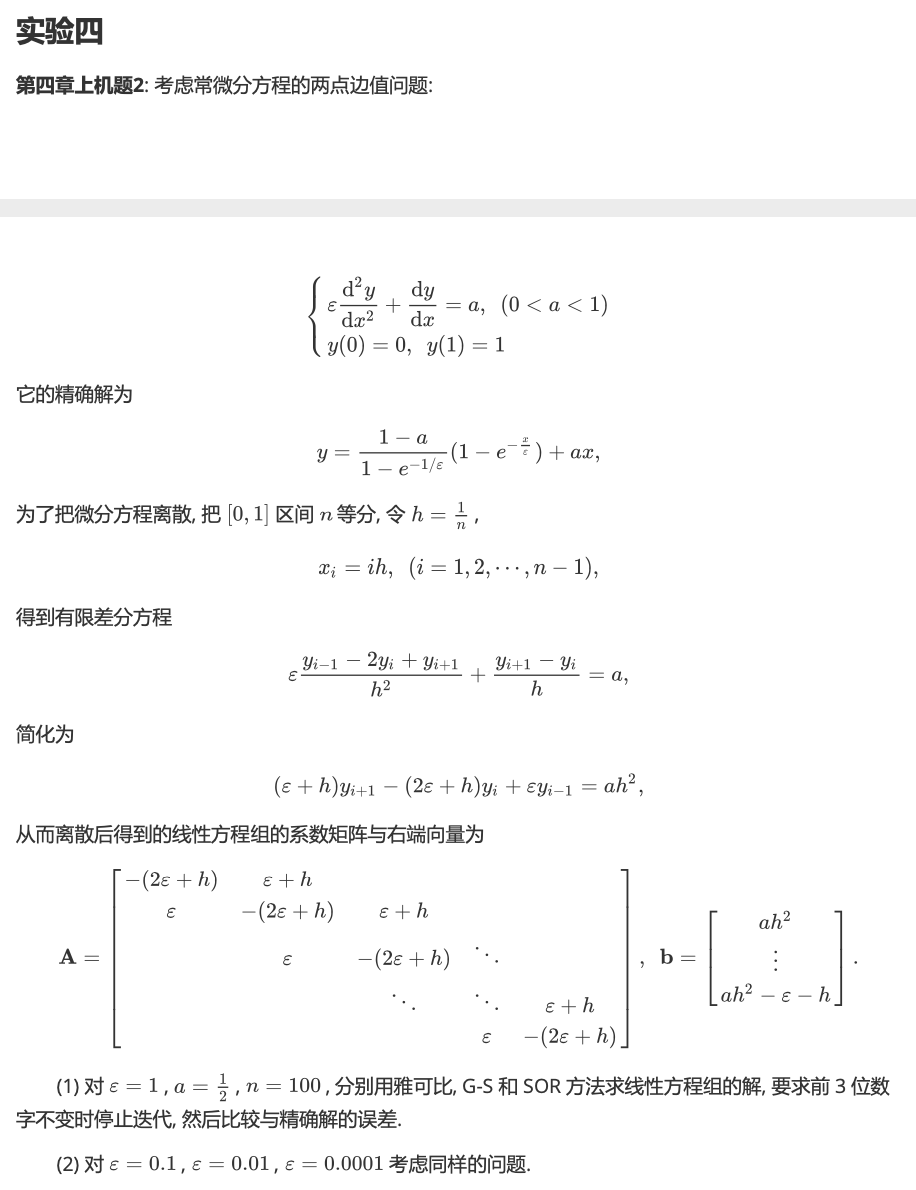 实验四
第四章上机题2: 考虑常微分方程的两点边值问题:
$$\begin{cases} \varepsilon \dfrac{\mathrm{d}^2 y}{\mathrm{d}x^2} + \dfrac{\mathrm{d}y}{\mathrm{d}x} = a, \ (0 < a < 1) \\ y(0) = 0, \ y(1) = 1 \end{cases}$$
它的精确解为
$$y = \frac{1-a}{1-e^{-1/\varepsilon}}(1 - e^{-\frac{x}{\varepsilon}}) + ax,$$
为了把微分方程离散, 把 $[0,1]$ 区间 $n$ 等分, 令 $h = \frac{1}{n}$ ,
$$x_i = ih, \ (i = 1, 2, \cdots, n-1),$$
得到有限差分方程
$$\varepsilon \frac{y_{i-1} - 2y_i + y_{i+1}}{h^2} + \frac{y_{i+1} - y_i}{h} = a,$$
简化为
$$(\varepsilon + h)y_{i+1} - (2\varepsilon + h)y_i + \varepsilon y_{i-1} = ah^2,$$
从而离散后得到的线性方程组的系数矩阵与右端向量为
$$\mathbf{A} = \begin{bmatrix} -(2\varepsilon + h) & \varepsilon + h & & & \\ \varepsilon & -(2\varepsilon + h) & \varepsilon + h & & \\ & \varepsilon & -(2\varepsilon + h) & \ddots & \\ & & \ddots & \ddots & \varepsilon + h \\ & & & \varepsilon & -(2\varepsilon + h) \end{bmatrix}, \ \mathbf{b} = \begin{bmatrix} ah^2 \\ \vdots \\ ah^2 - \varepsilon - h \end{bmatrix}.$$
(1) 对 $\varepsilon = 1$ , $a = \frac{1}{2}$ , $n = 100$ , 分别用雅可比, G-S 和 SOR 方法求线性方程组的解, 要求前 3 位数
字不变时停止迭代, 然后比较与精确解的误差.
(2) 对 $\varepsilon = 0.1$ , $\varepsilon = 0.01$ , $\varepsilon = 0.0001$ 考虑同样的问题.